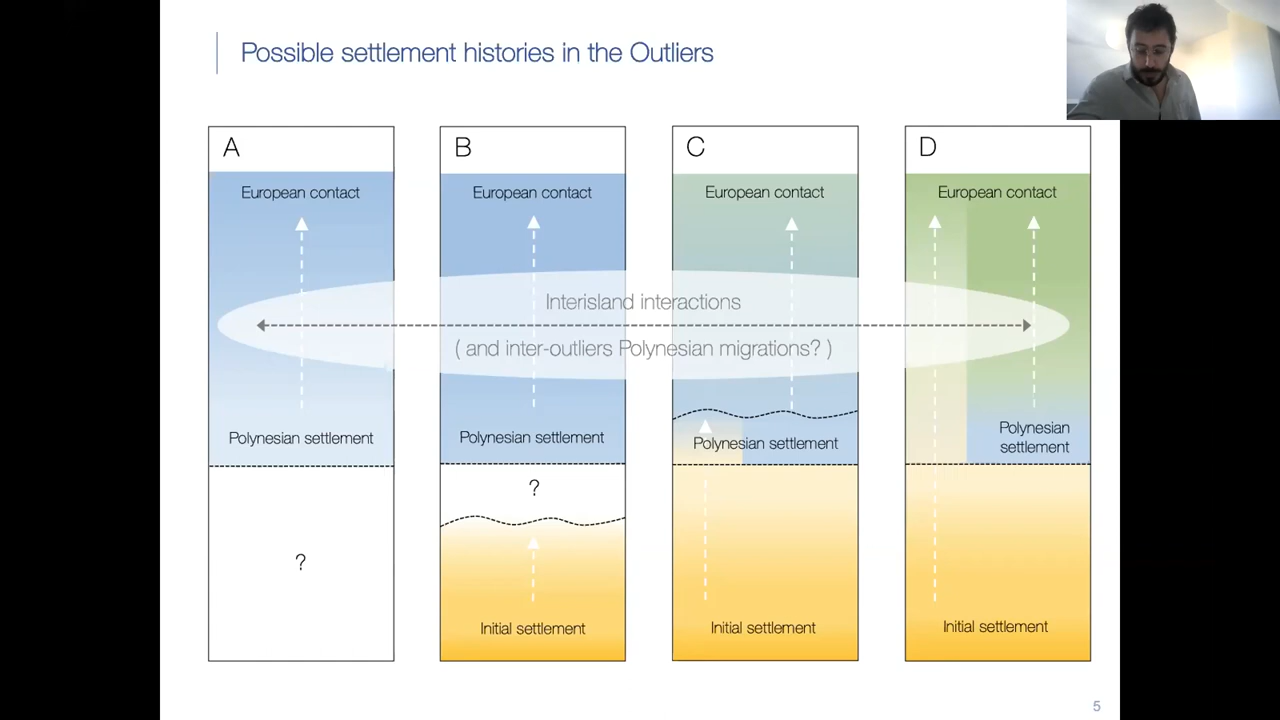 Possible settlement histories in the Outliers
A
European contact
Polynesian settlement
?
B
European contact
Polynesian settlement
?
Initial settlement
C
European contact
Polynesian settlement
Initial settlement
D
European contact
Polynesian
settlement
Initial settlement
Interisland interactions
( and inter-outliers Polynesian migrations? )
5